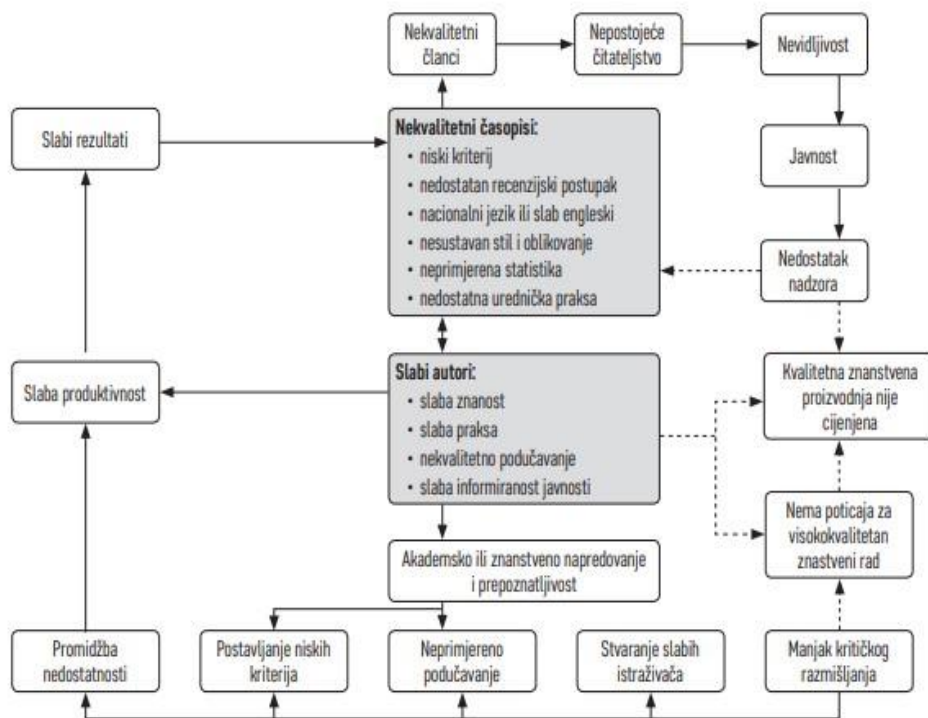 Nekvalitetni
članci
Nepostojeće
čitateljstvo
Nevidljivost
Slabi rezultati
Nekvalitetni časopisi:
• niski kriterij
• nedostatan recenzijski postupak
• nacionalni jezik ili slab engleski
• nesustavan stil i oblikovanje
• neprimjerena statistika
• nedostatna urednička praksa
Javnost
Nedostatak
nadzora
Slaba produktivnost
Slabi autori:
• slaba znanost
• slaba praksa
• nekvalitetno podučavanje
• slaba informiranost javnosti
Kvalitetna znanstvena
proizvodnja nije
cijenjena
Nema poticaja za
visokokvalitetan
znastveni rad
Akademsko ili znanstveno napredovanje
i prepoznatljivost
Promidžba
nedostatnosti
Postavljanje niskih
kriterija
Neprimjereno
podučavanje
Stvaranje slabih
istraživača
Manjak kritičkog
razmišljanja